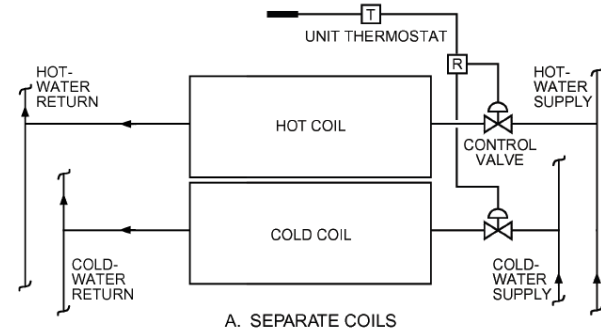 T
UNIT THERMOSTAT
R
HOT-
WATER
RETURN
HOT COIL
HOT-
WATER
SUPPLY
CONTROL
VALVE
COLD COIL
COLD-
WATER
RETURN
COLD-
WATER
SUPPLY
A. SEPARATE COILS